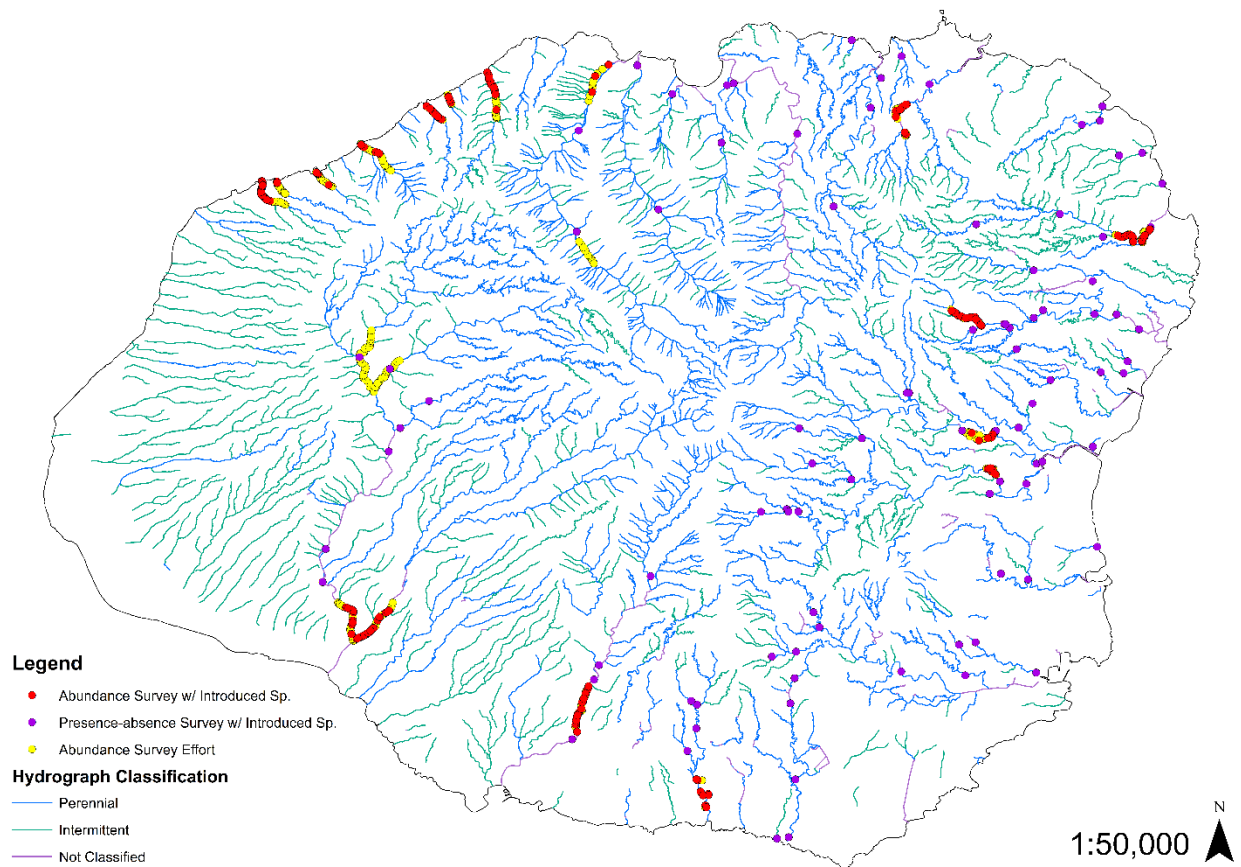 Legend
Abundance Survey w/ Introduced Sp.
Presence-absence Survey w/ Introduced Sp.
Abundance Survey Effort
Hydrograph Classification
Perennial
Intermittent
Not Classified
N
1:50,000